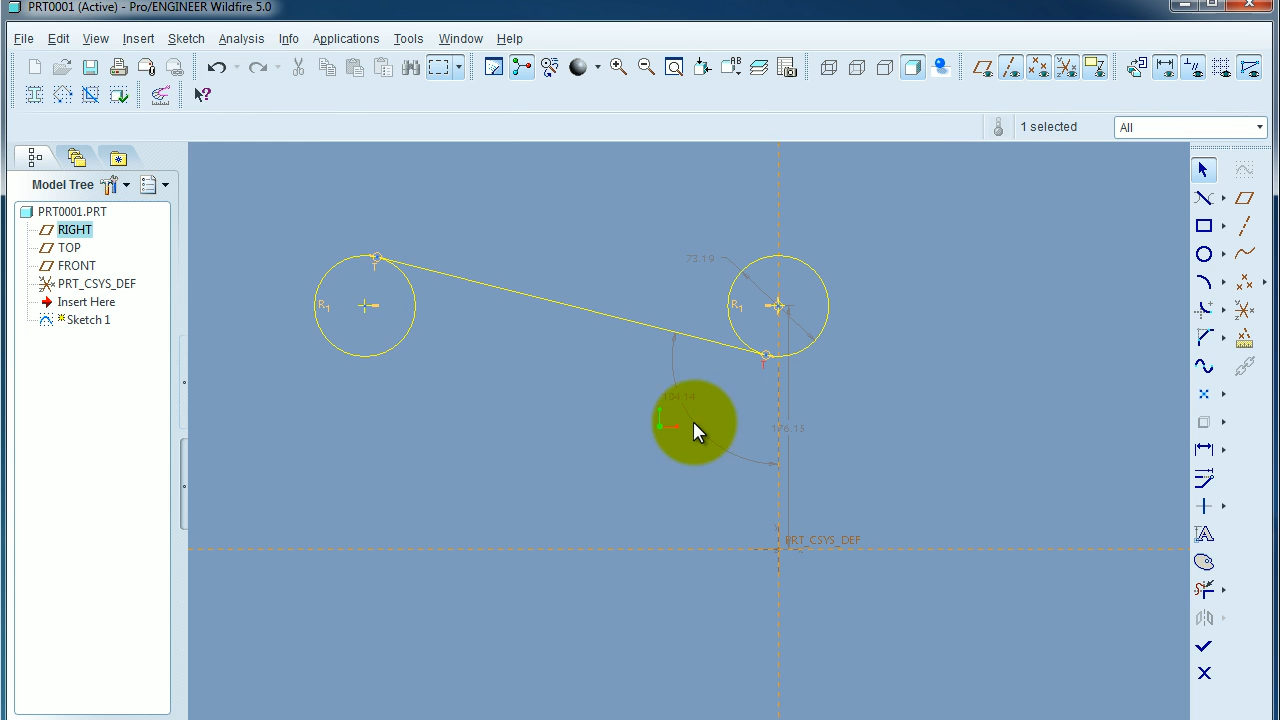 PRT0001 (Active) - Pro/ENGINEER Wildfire 5.0
File Edit View Insert Sketch Analysis Info Applications Tools Window Help
1 selected
All
Model Tree
PRT0001.PRT
RIGHT
TOP
FRONT
PRT_CSYS_DEF
Insert Here
Sketch 1
T
73.19
R1
R1
T
104.14
176.15
PRT_CSYS_DEF